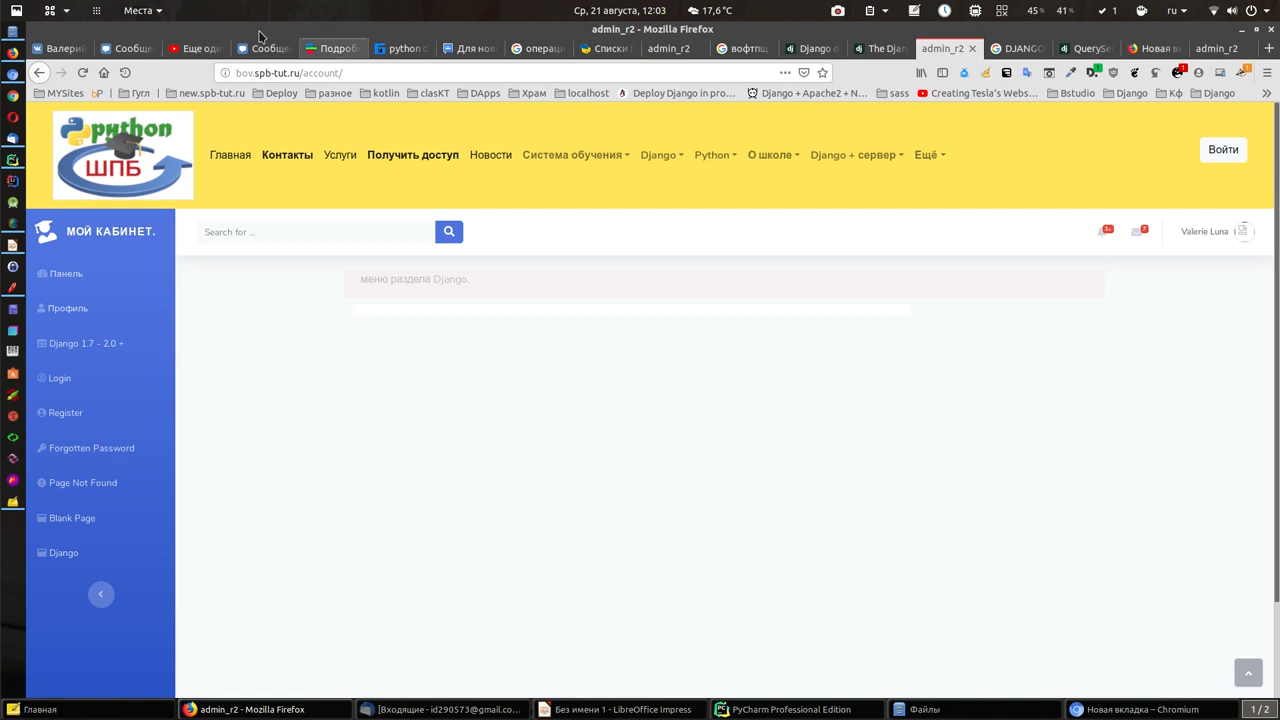 Места
Ср, 21 августа, 12:03
17,6°C
45 %
41 %
1
ru
admin_r2 - Mozilla Firefox
Валерий
Сообще
Еще оди
Сообще
Подроб
python d
Для нов
операци
Списки (
admin_r2
вофтпщ
Django d
The Djan
admin_r2
DJANGO
QuerySe
Новая в
admin_r2
bov.spb-tut.ru/account/
MYSites
Гугл
new.spb-tut.ru
Deploy
разное
kotlin
clasKT
DApps
Храм
localhost
Deploy Django in pro...
Django + Apache2 + N...
sass
Creating Tesla's Webs...
Bstudio
Django
Кф
Django
python
ШПБ
Главная
Контакты
Услуги
Получить доступ
Новости
Система обучения
Django
Python
О школе
Django + сервер
Ещё
Войти
МОЙ КАБИНЕТ.
Search for ...
3+
7
Valerie Luna
Панель
меню раздела Django.
Профиль
Django 1.7 - 2.0 +
Login
Register
Forgotten Password
Page Not Found
Blank Page
Django
Главная
admin_r2 - Mozilla Firefox
[Входящие - id290573@gmail.co...
Без имени 1 - LibreOffice Impress
PyCharm Professional Edition
Файлы
Новая вкладка – Chromium
1/2